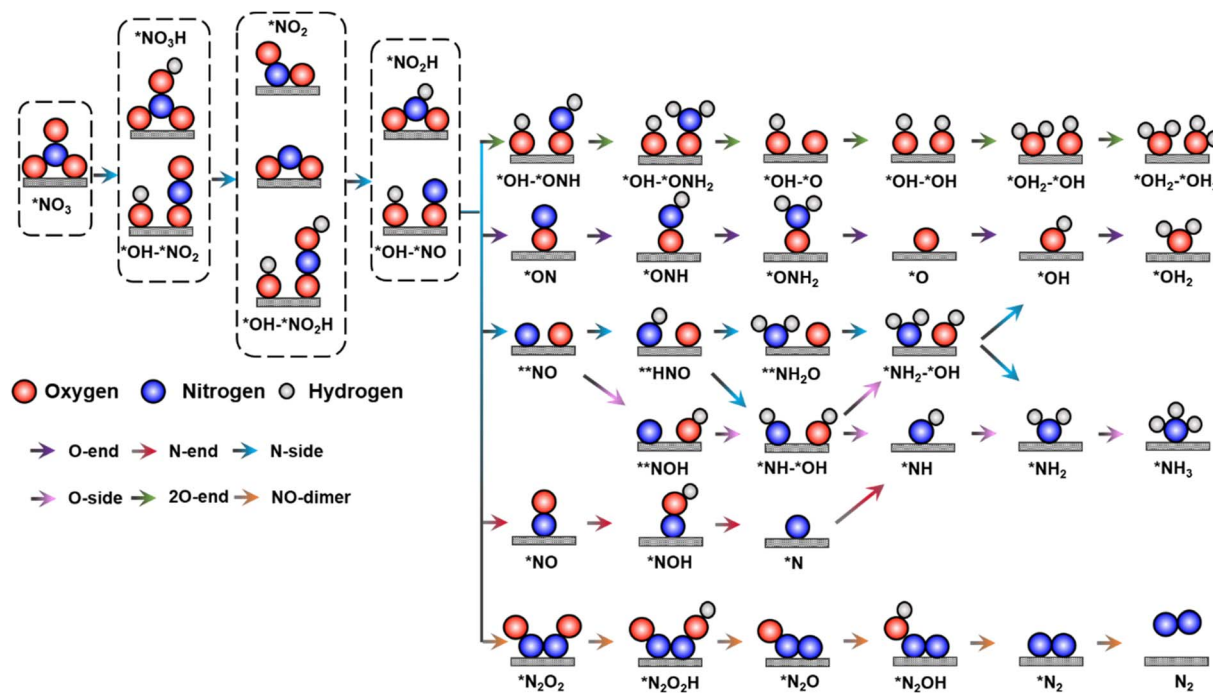 *NO₃H
*NO₂
*NO₂H
*NO₃
*OH-*NO₂
*OH-*NO
*OH-*NO₂H
*OH-*ONH
*OH-*ONH₂
*OH-*O
*OH-*OH
*OH₂-*OH
*OH₂-*OH₂
*ON
*ONH
*ONH₂
*O
*OH
*OH₂
**NO
**HNO
**NH₂O
*NH₂-*OH
Oxygen
Nitrogen
Hydrogen
O-end
N-end
N-side
O-side
2O-end
NO-dimer
**NOH
*NH-*OH
*NH
*NH₂
*NH₃
*NO
*NOH
*N
*N₂O₂
*N₂O₂H
*N₂O
*N₂OH
*N₂
N₂